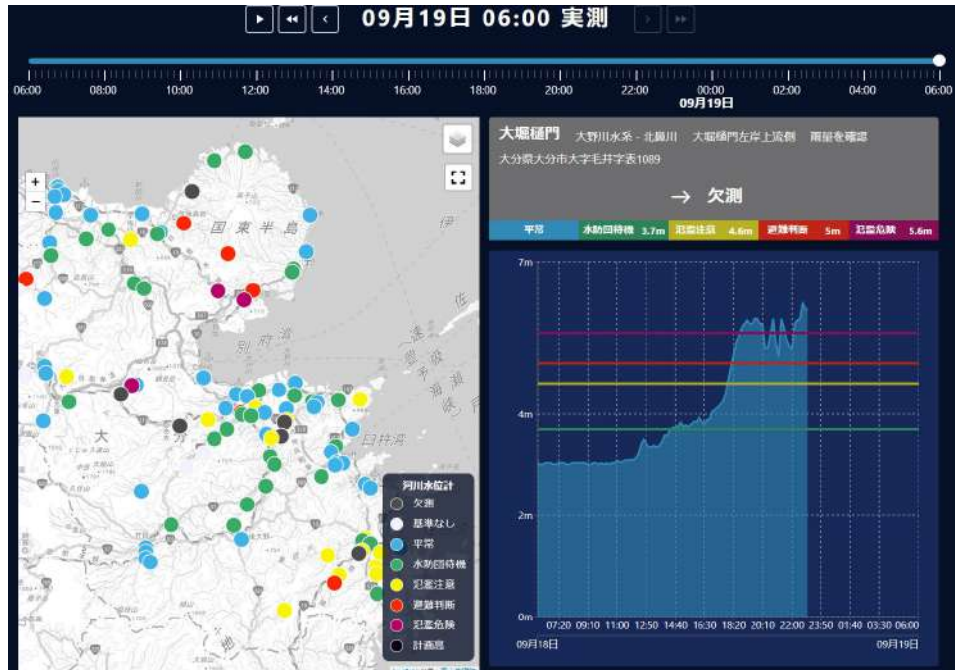 09月19日 06:00 実測
06:00 08:00 10:00 12:00 14:00 16:00 18:00 20:00 22:00 00:00 02:00 04:00 06:00
09月19日
大堀樋門 大野川水系 - 北鼻川 大堀樋門左岸上流側 雨量を確認
大分県大分市大字毛井字表1089
→ 欠測
平常 水防団待機 3.7m 氾濫注意 4.6m 避難判断 5m 氾濫危険 5.6m
+
−
国東半島
別府湾
臼杵湾
大分
河川水位計
欠測
基準なし
平常
水防団待機
氾濫注意
避難判断
氾濫危険
計画高
7m
4m
2m
0m
07:20 09:10 11:00 12:50 14:40 16:30 18:20 20:10 22:00 23:50 01:40 03:30 06:00
09月18日 09月19日